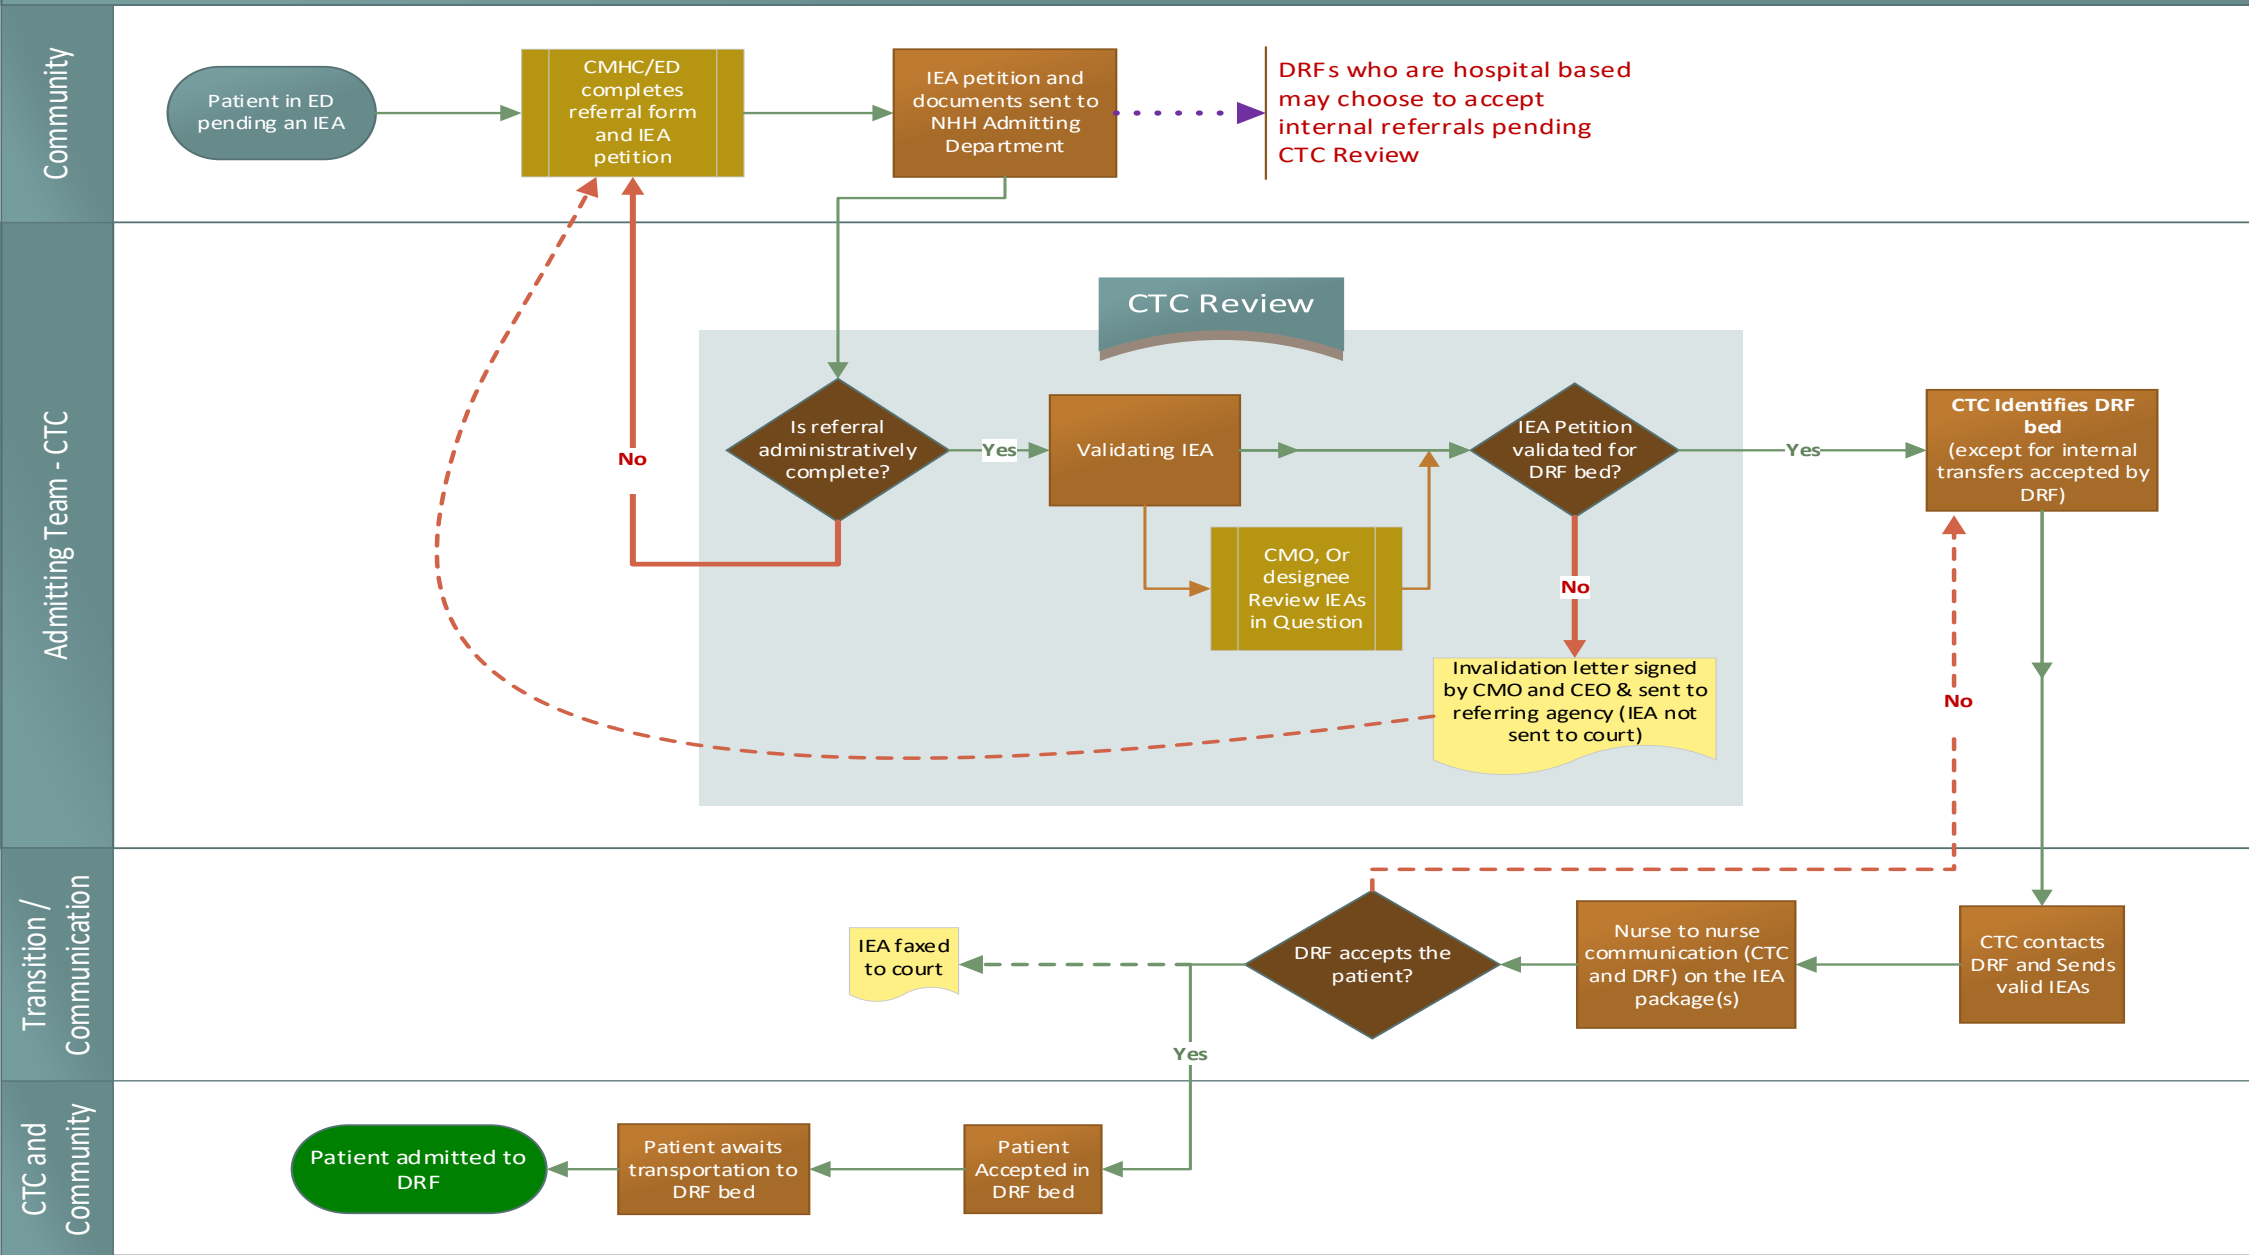 Community
Patient in ED
pending an IEA
CMHC/ED
completes
referral form
and IEA
petition
IEA petition and
documents sent to
NHH Admitting
Department
DRFs who are hospital based
may choose to accept
internal referrals pending
CTC Review
Admitting Team - CTC
CTC Review
Is referral
administratively
complete?
Yes
No
Validating IEA
CMO, Or
designee
Review IEAs
in Question
IEA Petition
validated for
DRF bed?
Yes
No
Invalidation letter signed
by CMO and CEO & sent to
referring agency (IEA not
sent to court)
CTC Identifies DRF
bed
(except for internal
transfers accepted by
DRF)
No
Transition /
Communication
IEA faxed
to court
DRF accepts the
patient?
Nurse to nurse
communication (CTC
and DRF) on the IEA
package(s)
CTC contacts
DRF and Sends
valid IEAs
Yes
CTC and
Community
Patient admitted to
DRF
Patient awaits
transportation to
DRF bed
Patient
Accepted in
DRF bed